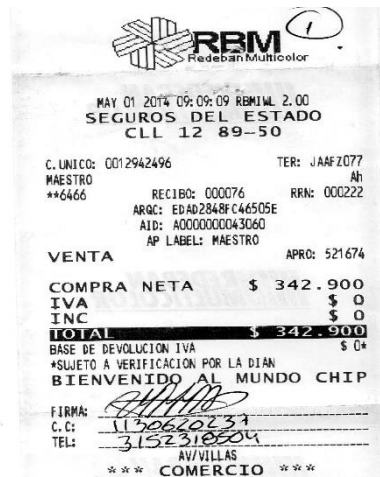 1
RBM
Redeban Multicolor
MAY 01 2014 09:09:09 RBMIWL 2.00
SEGUROS DEL ESTADO
CLL 12 89-50
C.UNICO: 0012942496 TER: JAAFZ077
MAESTRO Ah
**6466 RECIBO: 000076 RRN: 000222
ARQC: EDAD2848FC46505E
AID: A0000000043060
AP LABEL: MAESTRO
VENTA APRO: 521674
COMPRA NETA $ 342.900
IVA $ 0
INC $ 0
TOTAL $ 342.900
BASE DE DEVOLUCION IVA $ 0*
*SUJETO A VERIFICACION POR LA DIAN
BIENVENIDO AL MUNDO CHIP
FIRMA:
C.C: 1130620237
TEL: 3152318504
AV/VILLAS
*** COMERCIO ***